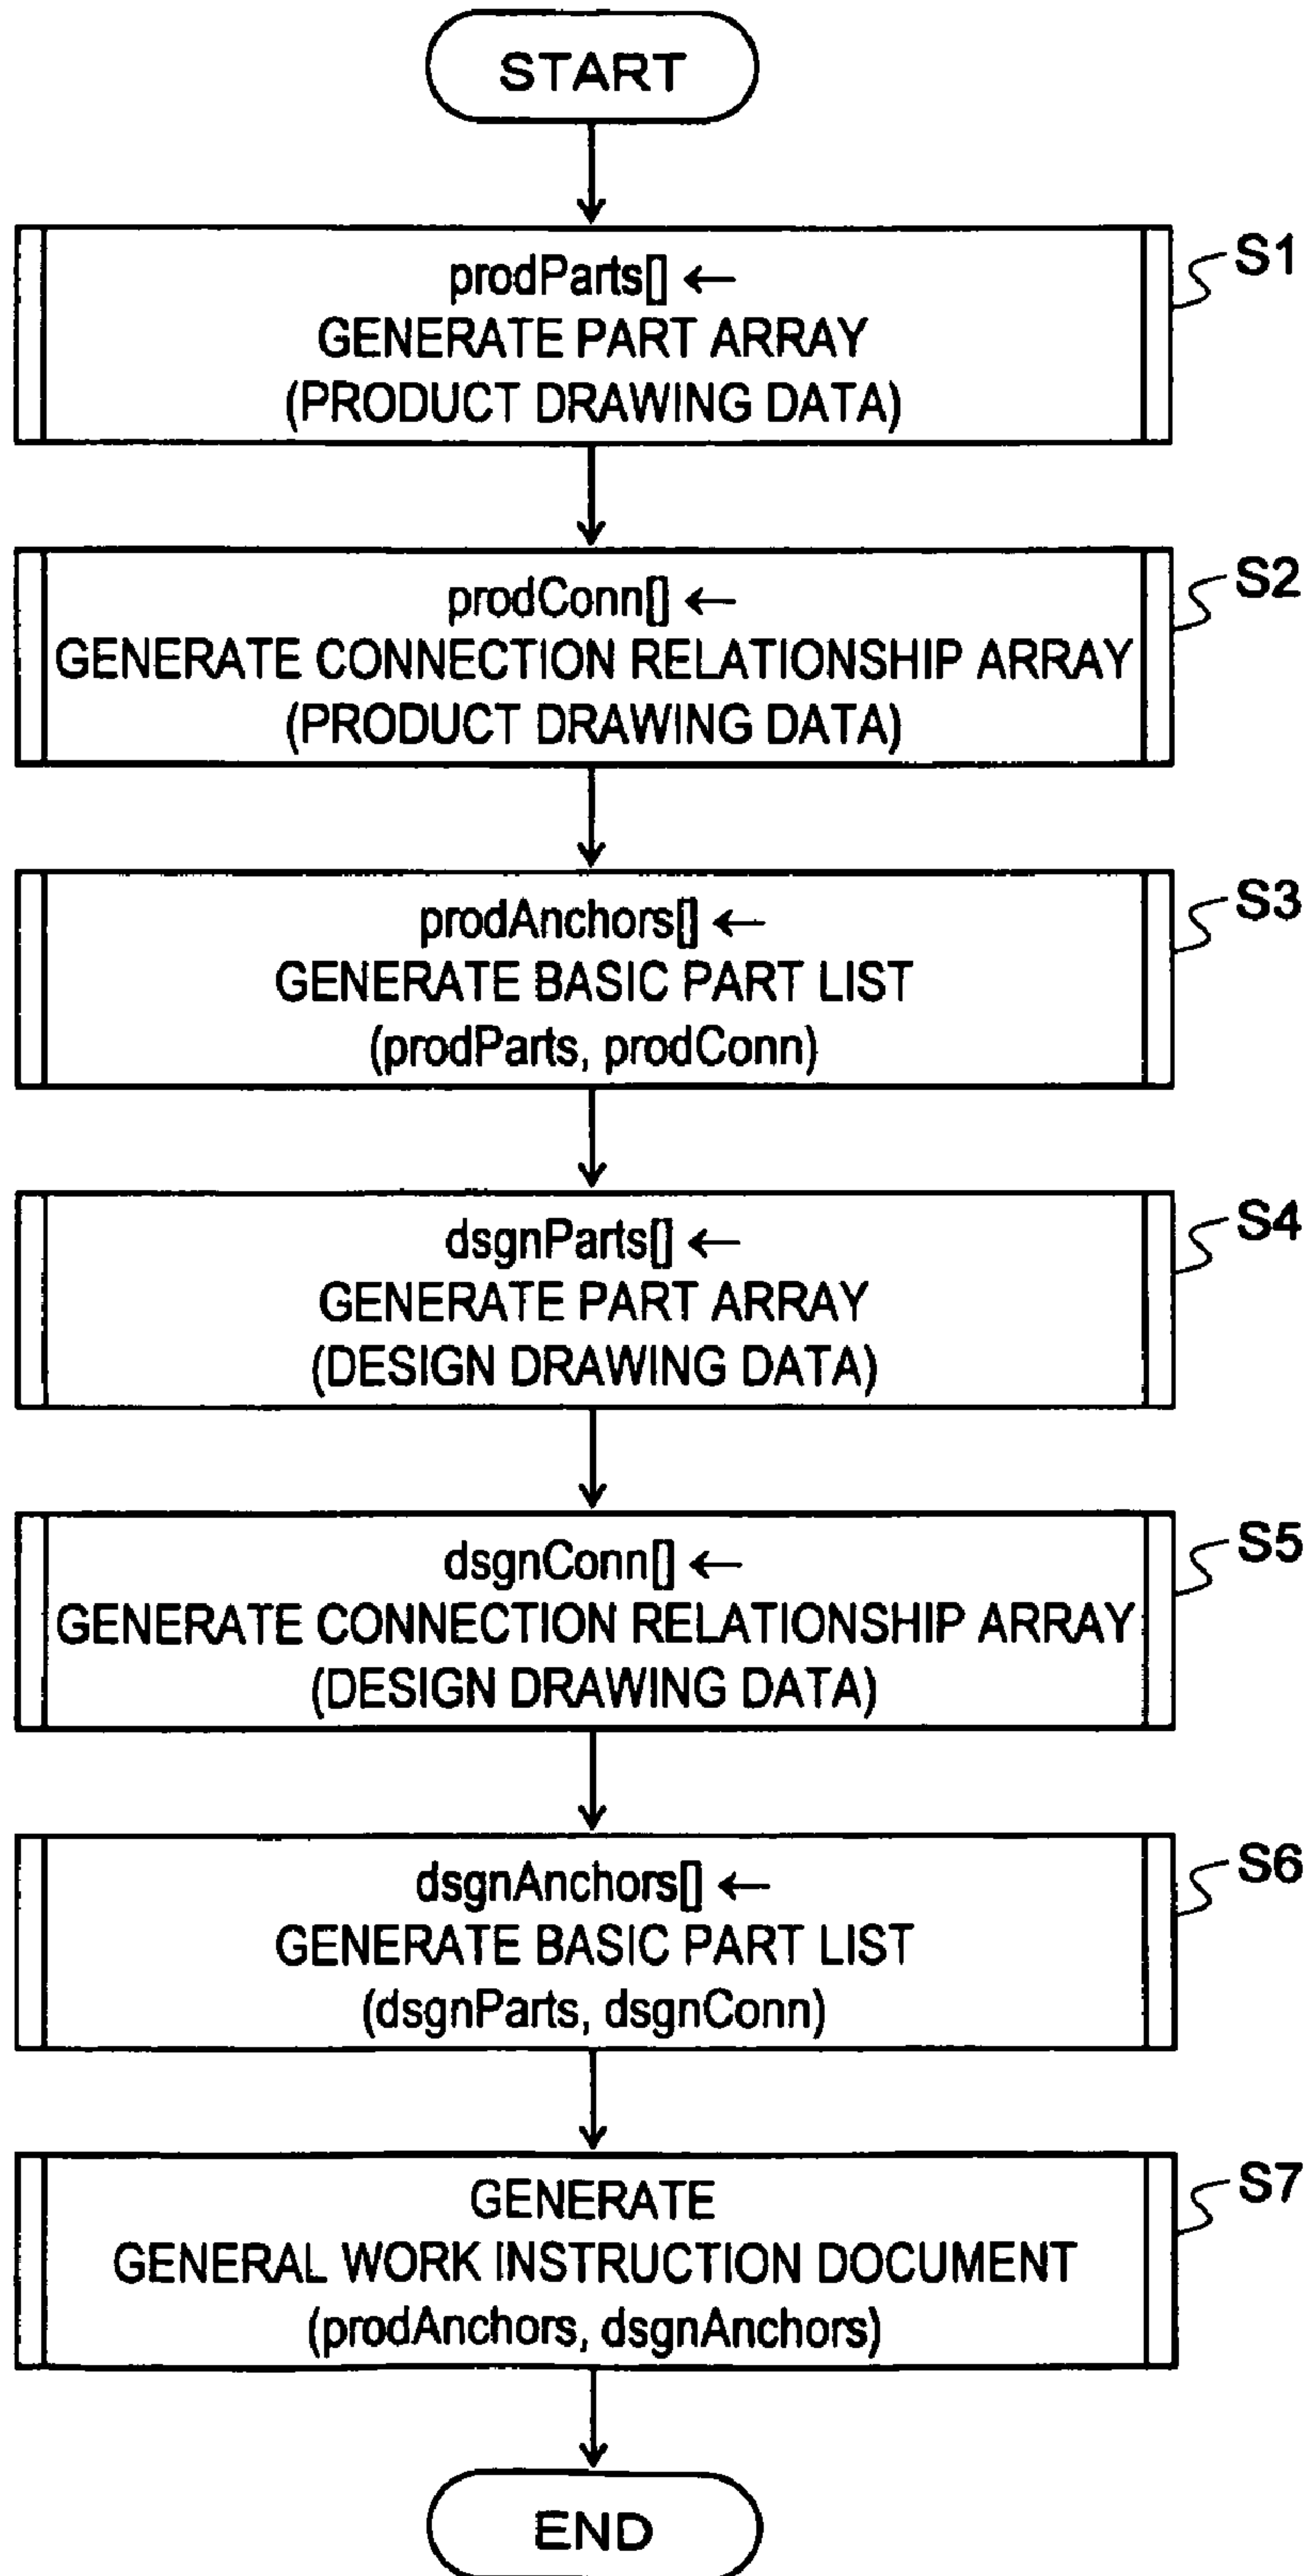 START
prodParts[] ←
GENERATE PART ARRAY
(PRODUCT DRAWING DATA)
S1
prodConn[] ←
GENERATE CONNECTION RELATIONSHIP ARRAY
(PRODUCT DRAWING DATA)
S2
prodAnchors[] ←
GENERATE BASIC PART LIST
(prodParts, prodConn)
S3
dsgnParts[] ←
GENERATE PART ARRAY
(DESIGN DRAWING DATA)
S4
dsgnConn[] ←
GENERATE CONNECTION RELATIONSHIP ARRAY
(DESIGN DRAWING DATA)
S5
dsgnAnchors[] ←
GENERATE BASIC PART LIST
(dsgnParts, dsgnConn)
S6
GENERATE
GENERAL WORK INSTRUCTION DOCUMENT
(prodAnchors, dsgnAnchors)
S7
END